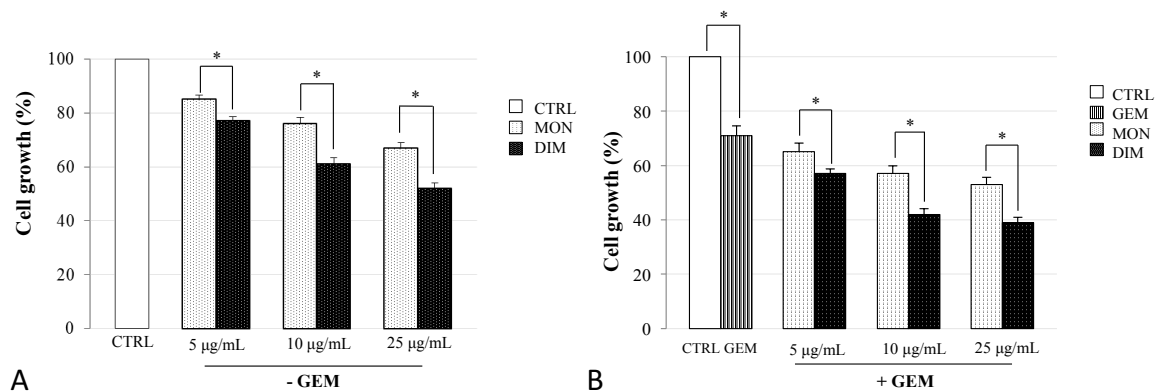 *
100
80
60
40
20
0
Cell growth (%)
*
*
*
CTRL
MON
DIM
CTRL
5 μg/mL
10 μg/mL
25 μg/mL
- GEM
A
100
80
60
40
20
0
Cell growth (%)
*
*
*
CTRL
GEM
MON
DIM
CTRL GEM
5 μg/mL
10 μg/mL
25 μg/mL
+ GEM
B